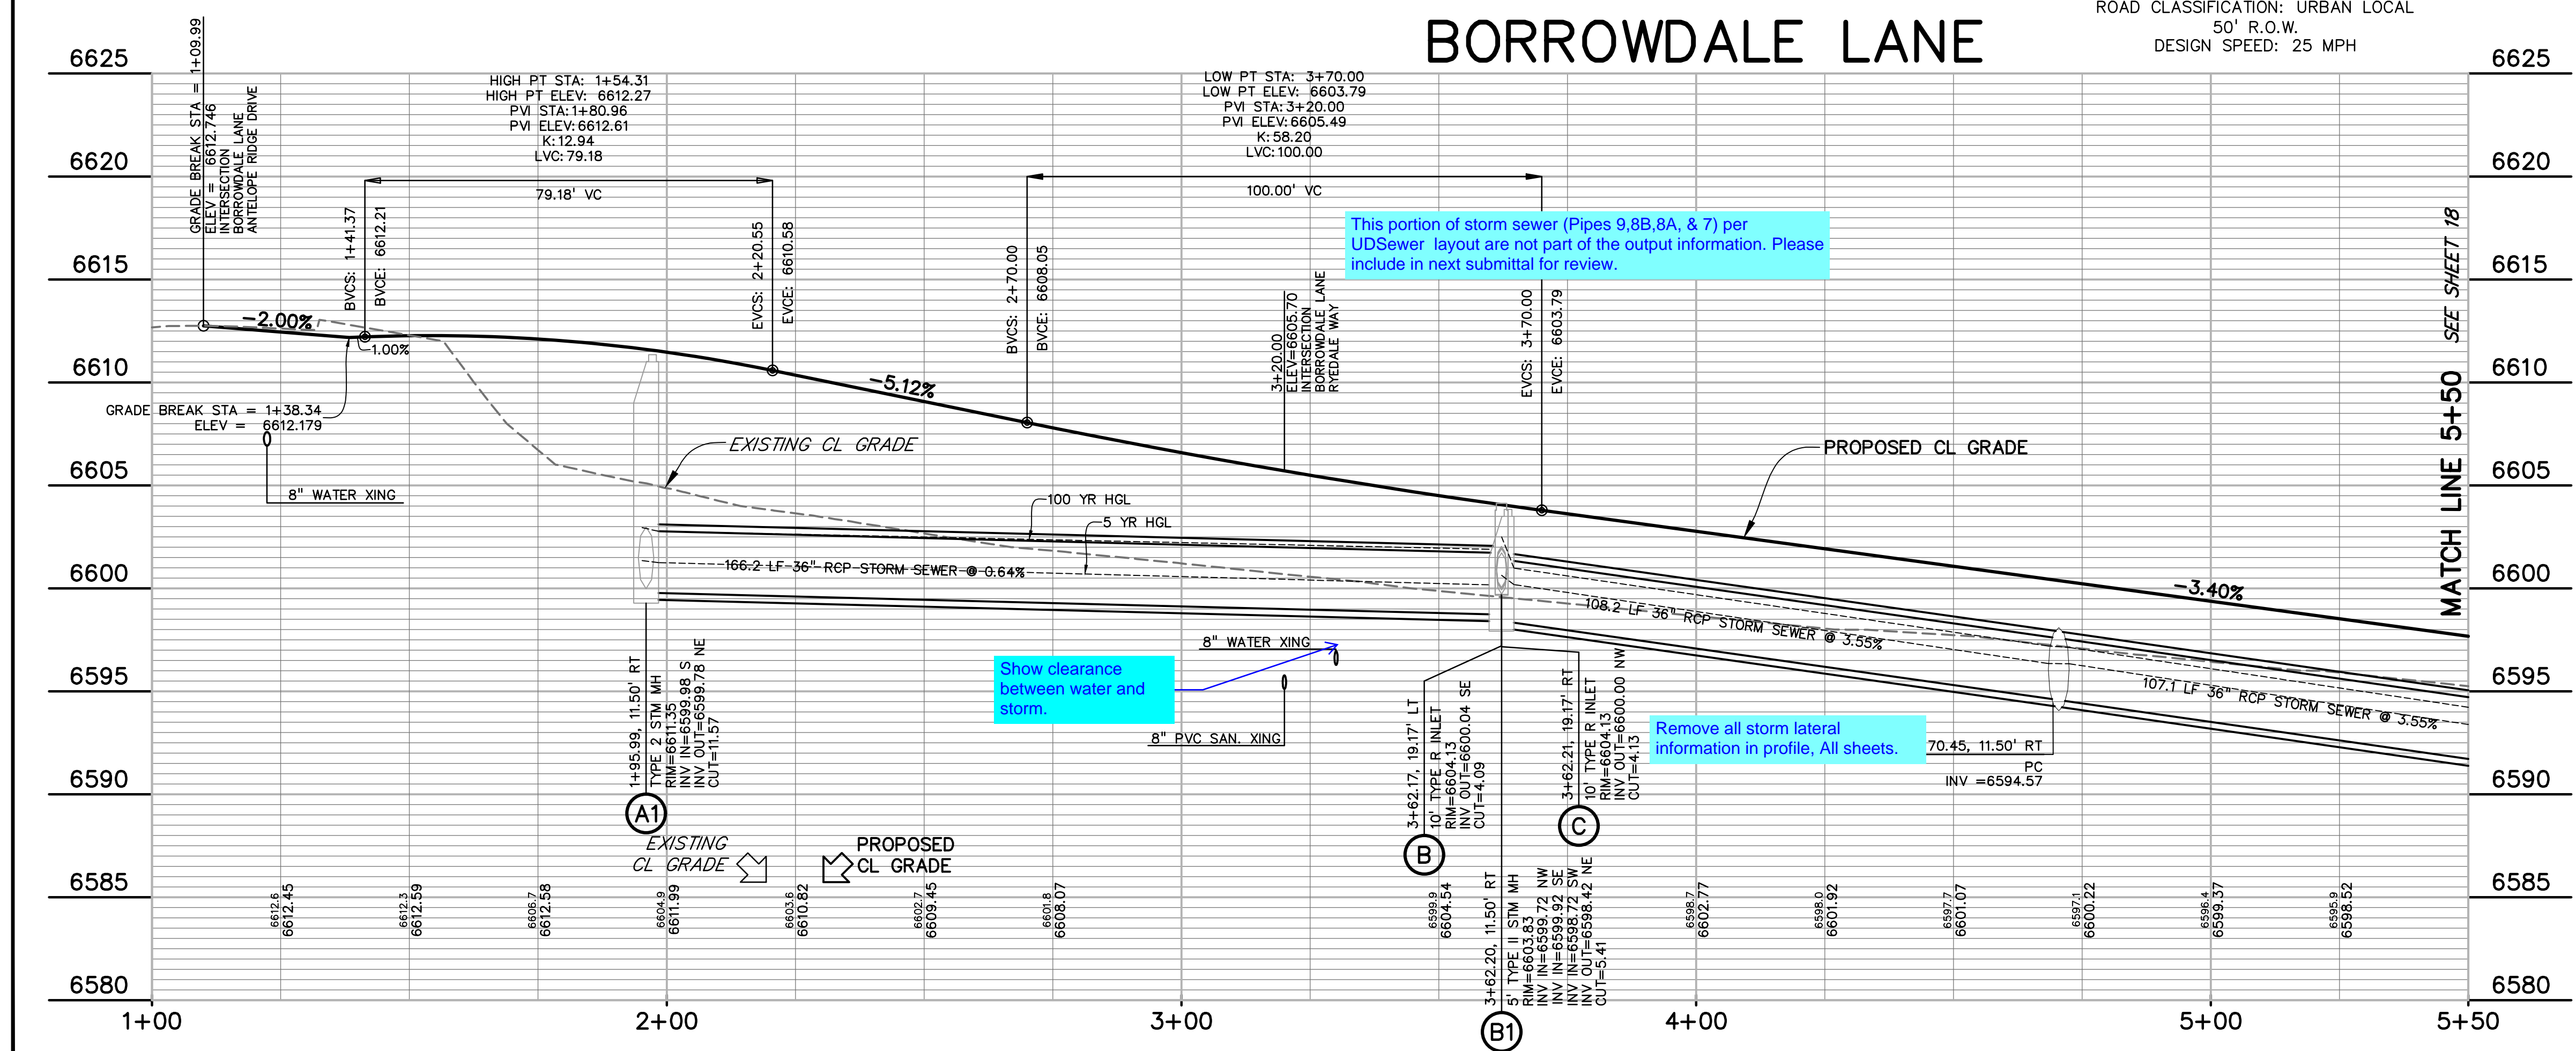 BORROWDALE LANE
ROAD CLASSIFICATION: URBAN LOCAL
50' R.O.W.
DESIGN SPEED: 25 MPH
6625
6620
6615
6610
6605
6600
6595
6590
6585
6580
6625
6620
6615
6610
6605
6600
6595
6590
6585
6580
GRADE BREAK STA = 1+09.99
ELEV = 6612.746
INTERSECTION
BORROWDALE LANE
ANTELOPE RIDGE DRIVE
HIGH PT STA: 1+54.31
HIGH PT ELEV: 6612.27
PVI STA:1+80.96
PVI ELEV:6612.61
K:12.94
LVC:79.18
79.18' VC
BVCS: 1+41.37
BVCE: 6612.21
EVCS: 2+20.55
EVCE: 6610.58
LOW PT STA: 3+70.00
LOW PT ELEV: 6603.79
PVI STA:3+20.00
PVI ELEV:6605.49
K:58.20
LVC:100.00
100.00' VC
BVCS: 2+70.00
BVCE: 6608.05
This portion of storm sewer (Pipes 9,8B,8A, & 7) per
UDSewer layout are not part of the output information. Please
include in next submittal for review.
3+20.00
ELEV=6605.70
INTERSECTION
BORROWDALE LANE
RYEDALE WAY
EVCS: 3+70.00
EVCE: 6603.79
MATCH LINE 5+50 SEE SHEET 18
-2.00%
1.00%
-5.12%
-3.40%
GRADE BREAK STA = 1+38.34
ELEV = 6612.179
8" WATER XING
EXISTING CL GRADE
PROPOSED CL GRADE
100 YR HGL
5 YR HGL
166.2 LF 36" RCP STORM SEWER @ 0.64%
108.2 LF 36" RCP STORM SEWER @ 3.55%
107.1 LF 36" RCP STORM SEWER @ 3.55%
8" WATER XING
Show clearance
between water and
storm.
8" PVC SAN. XING
Remove all storm lateral
information in profile, All sheets.
70.45, 11.50' RT
PC
INV =6594.57
1+95.99, 11.50' RT
TYPE 2 STM MH
RIM=6611.35
INV IN=6599.98 S
INV OUT=6599.78 NE
CUT=11.57
A1
3+62.17, 19.17' LT
10' TYPE R INLET
RIM=6604.13
INV OUT=6600.04 SE
CUT=4.09
B
3+62.21, 19.17' RT
10' TYPE R INLET
RIM=6604.13
INV OUT=6600.00 NW
CUT=4.13
C
3+62.20, 11.50' RT
5' TYPE II STM MH
RIM=6603.83
INV IN=6599.72 NW
INV IN=6599.92 SE
INV IN=6598.72 SW
INV OUT=6598.42 NE
CUT=5.41
B1
EXISTING
CL GRADE
PROPOSED
CL GRADE
6612.6
6612.45
6612.3
6612.59
6606.7
6612.58
6604.9
6611.99
6603.6
6610.82
6602.7
6609.45
6601.8
6608.07
6599.9
6604.54
6598.7
6602.77
6598.0
6601.92
6597.7
6601.07
6597.1
6600.22
6596.4
6599.37
6595.9
6598.52
1+00
2+00
3+00
4+00
5+00
5+50